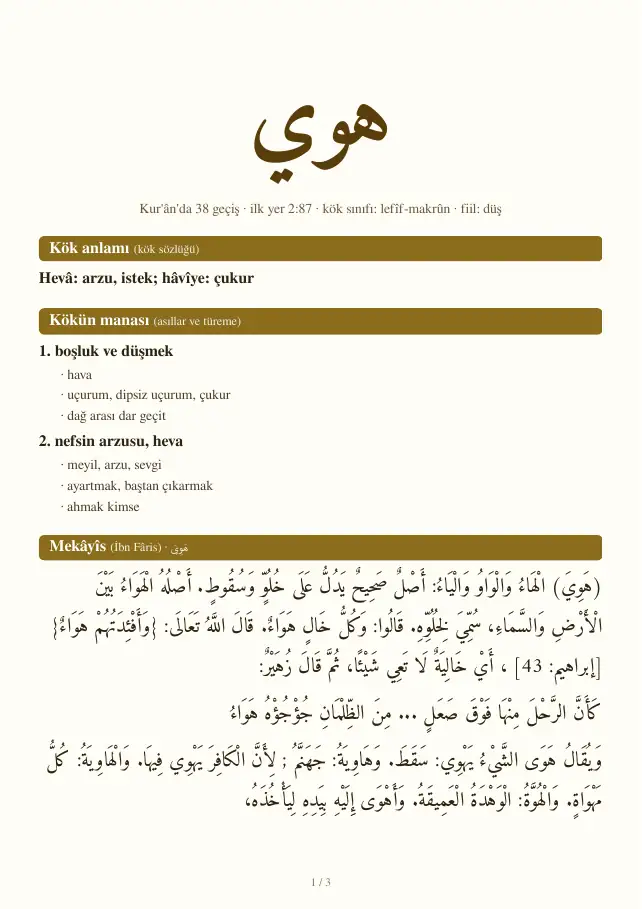 هوي
Kur'ân'da 38 geçiş · ilk yer 2:87 · kök sınıfı: lefîf-makrûn · fiil: düş
Kök anlamı (kök sözlüğü)
Hevâ: arzu, istek; hâvîye: çukur
Kökün manası (asıllar ve türeme)
1. boşluk ve düşmek
· hava
· uçurum, dipsiz uçurum, çukur
· dağ arası dar geçit
2. nefsin arzusu, heva
· meyil, arzu, sevgi
· ayartmak, baştan çıkarmak
· ahmak kimse
Mekâyîs (İbn Fâris) · هَوِيَ
(هَوِيَ) الْهَاءُ وَالْوَاوُ وَالْيَاءُ: أَصْلٌ صَحِيحٌ يَدُلُّ عَلَى خُلُوٍّ وَسُقُوطٍ. أَصْلُهُ الْهَوَاءُ بَيْنَ
الْأَرْضِ وَالسَّمَاءِ، سُمِّيَ لِخُلُوِّهِ. قَالُوا: وَكُلُّ خَالٍ هَوَاءٌ. قَالَ اللَّهُ تَعَالَى: {وَأَفْئِدَتُهُمْ هَوَاءٌ}
[إبراهيم: 43] ، أَيْ خَالِيَةٌ لَا تَعِي شَيْئًا، ثُمَّ قَالَ زُهَيْرٌ:
كَأَنَّ الرَّحْلَ مِنْهَا فَوْقَ صَعَلٍ ... مِنَ الظِّلْمَانِ جُؤْجُؤْهُ هَوَاءُ
وَيُقَالُ هَوَى الشَّيْءُ يَهْوِي: سَقَطَ. وَهَاوِيَةُ: جَهَنَّمُ ; لِأَنَّ الْكَافِرَ يَهْوِي فِيهَا. وَالْهَاوِيَةُ: كُلُّ
مَهْوَاةٍ. وَالْهُوَّةُ: الْوَهْدَةُ الْعَمِيقَةُ. وَأَهْوَى إِلَيْهِ بِيَدِهِ لِيَأْخُذَهُ،
1 / 3